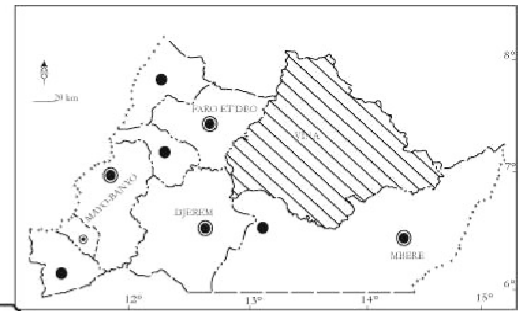 8°
20 km
FARO ET DEO
VINA
7°
MAYO-BANYO
DJEREM
MBERE
6°
12°
13°
14°
15°